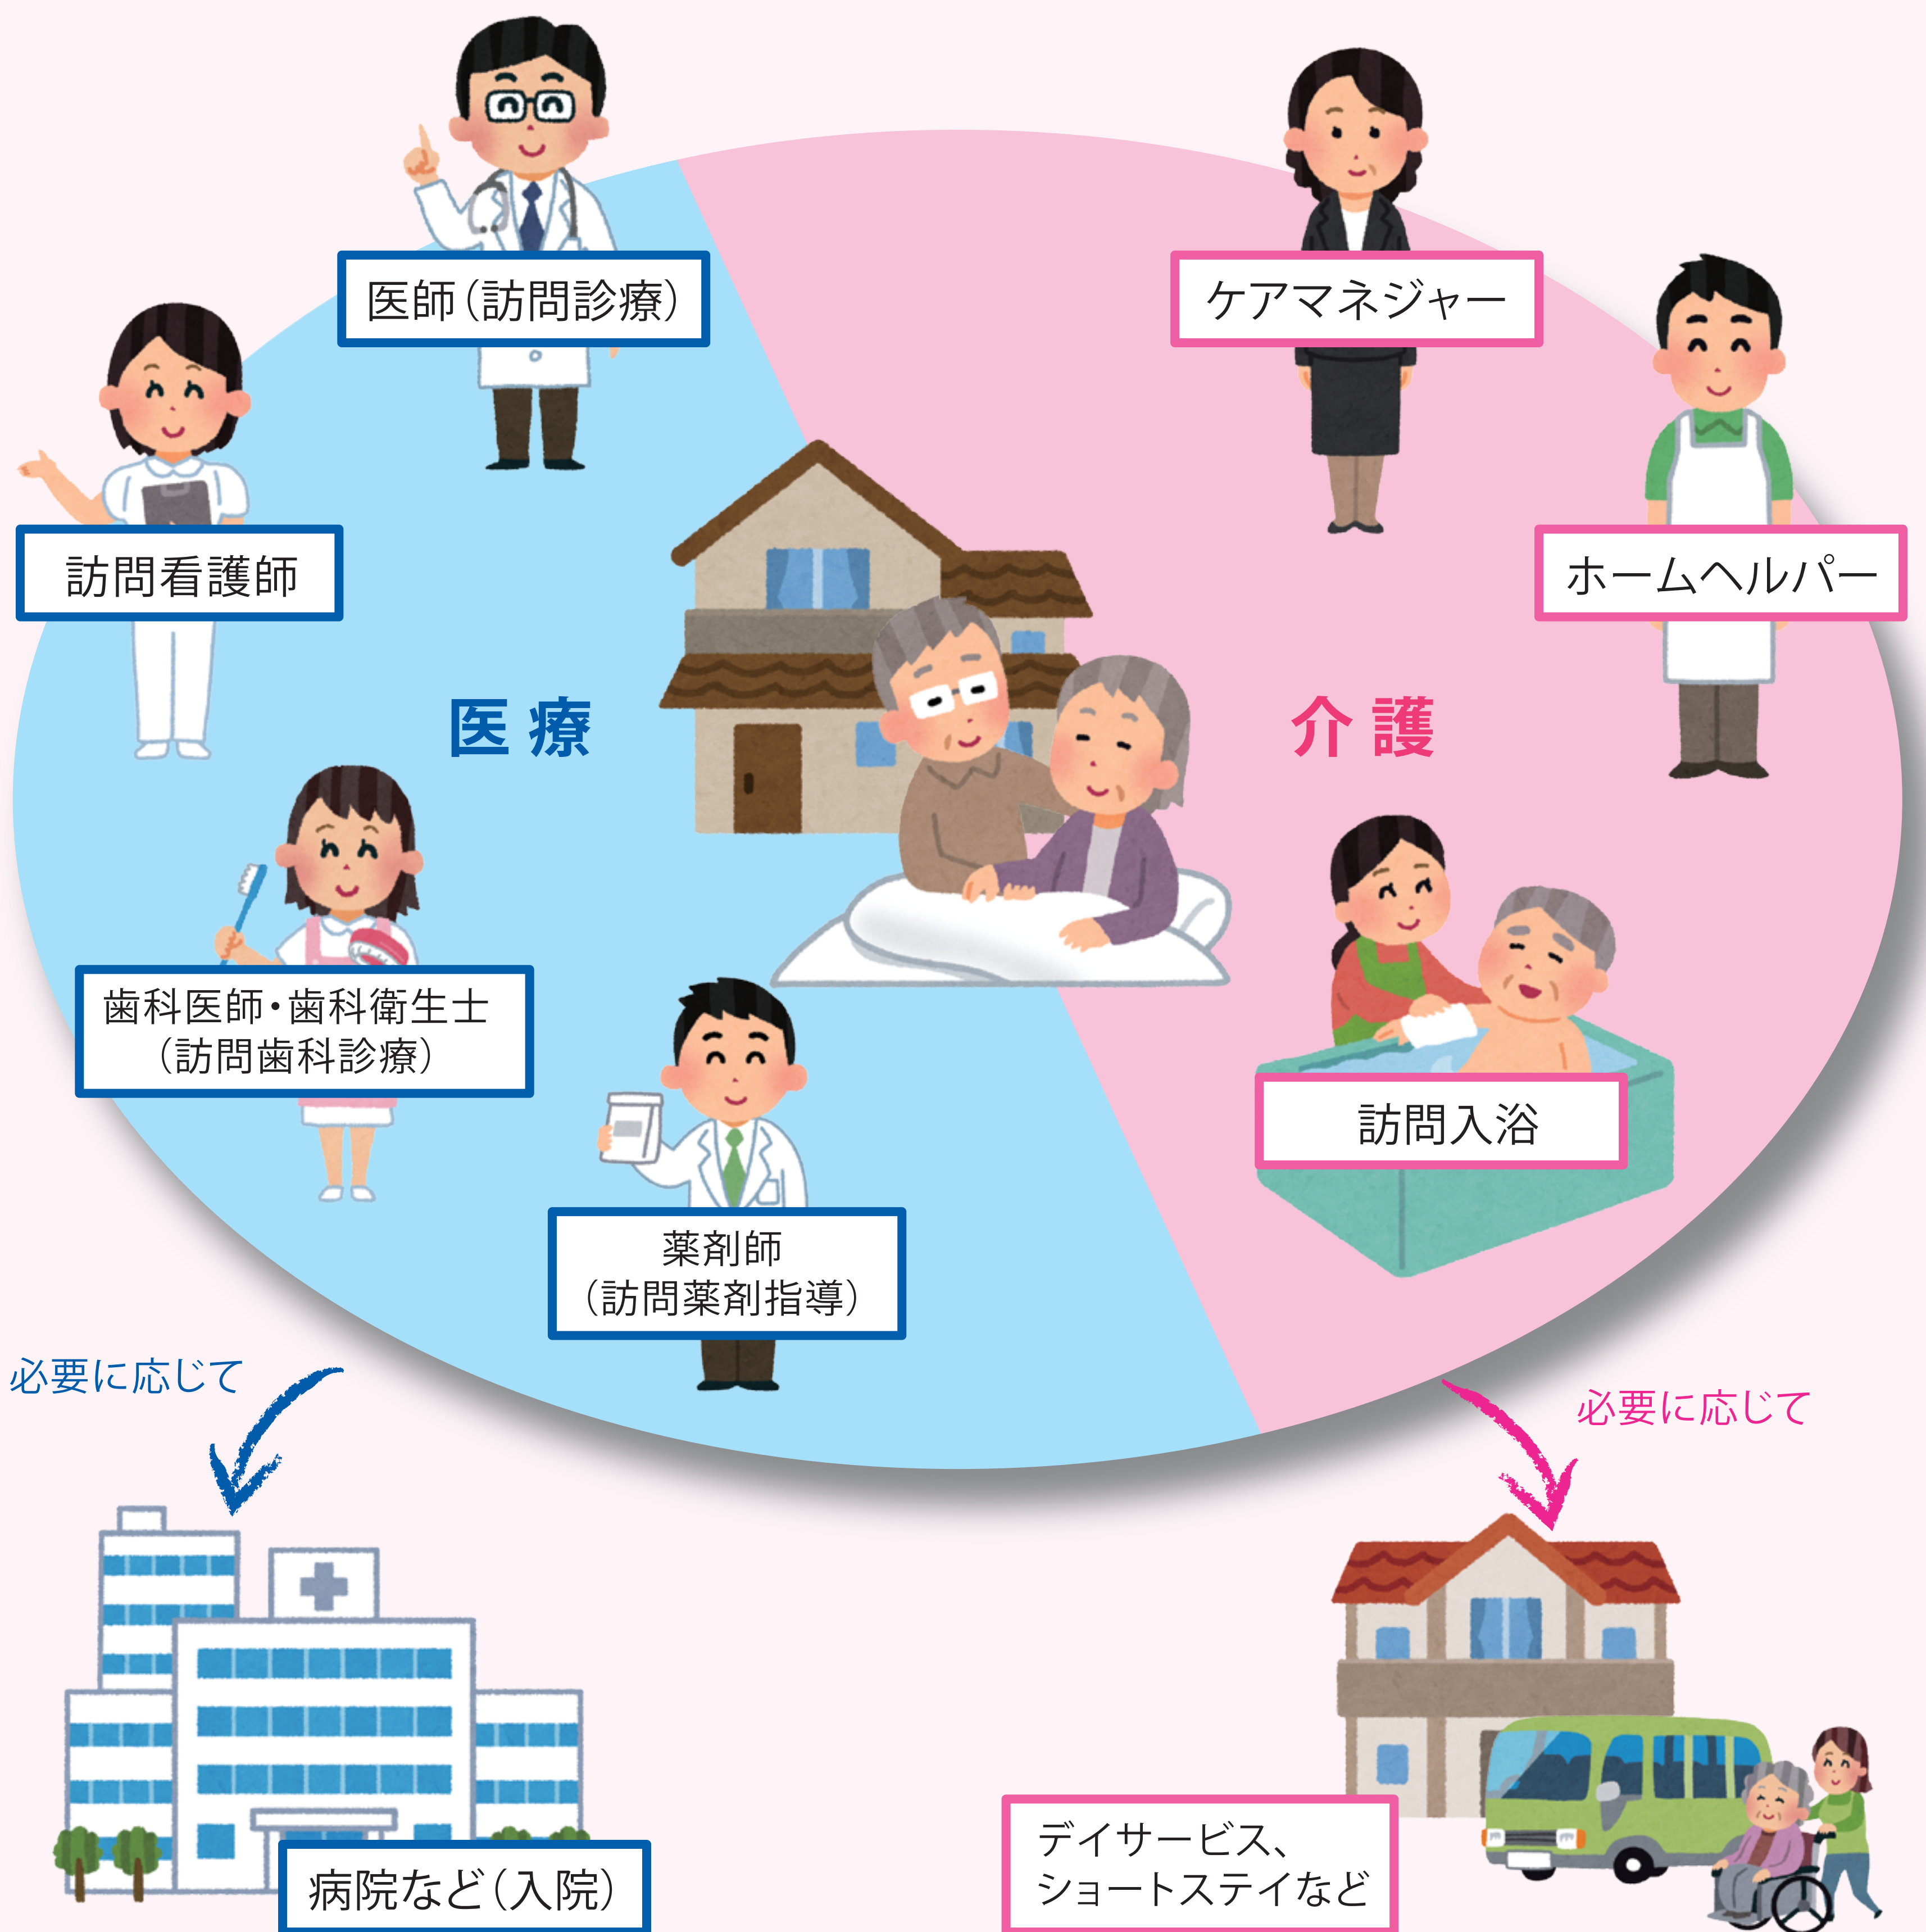 医師（訪問診療）
ケアマネジャー
訪問看護師
ホームヘルパー
医療
介護
歯科医師・歯科衛生士
（訪問歯科診療）
訪問入浴
薬剤師
（訪問薬剤指導）
必要に応じて
必要に応じて
病院など（入院）
デイサービス、
ショートステイなど